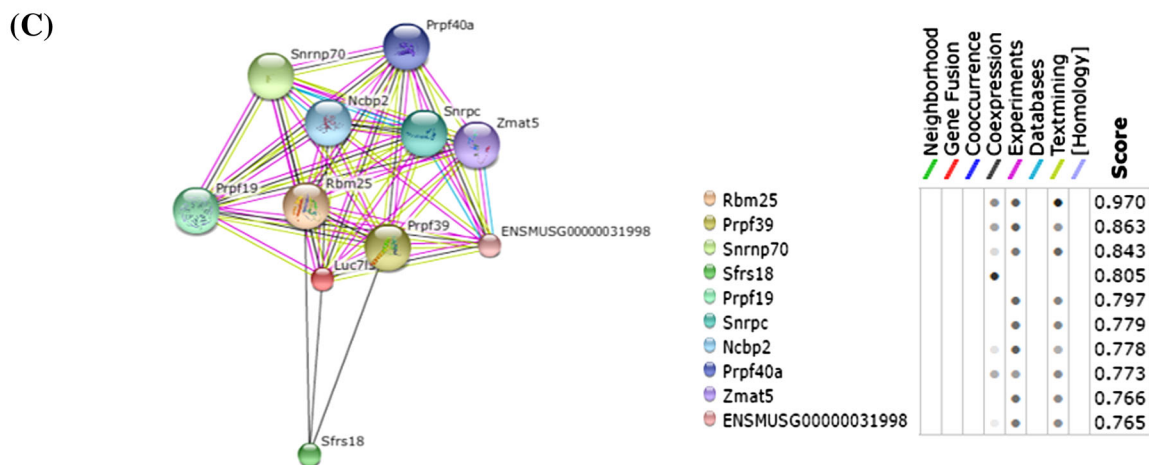 (C)
Prpf40a
Snrnp70
Ncbp2
Snrpc
Zmat5
Prpf19
Rbm25
Prpf39
ENSMUSG00000031998
Sfrs18
Neighborhood
Gene Fusion
Cooccurrence
Coexpression
Experiments
Databases
Textmining
[Homology]
Score
Rbm25 0.970
Prpf39 0.863
Snrnp70 0.843
Sfrs18 0.805
Prpf19 0.797
Snrpc 0.779
Ncbp2 0.778
Prpf40a 0.773
Zmat5 0.766
ENSMUSG00000031998 0.765